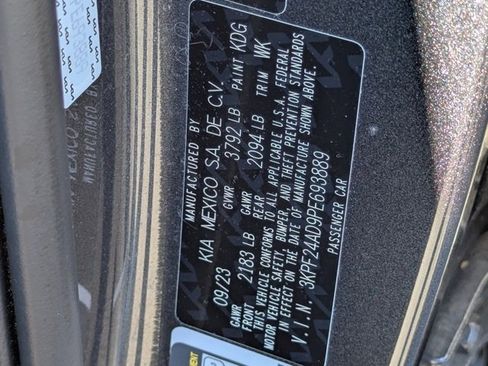 MANUFACTURED BY
KIA MEXICO S.A. DE C.V.
09/23 GVWR 3792 LB PAINT KDG
GAWR 2183 LB GAWR 2094 LB TRIM WK
FRONT REAR
THIS VEHICLE CONFORMS TO ALL APPLICABLE U.S.A. FEDERAL
MOTOR VEHICLE SAFETY, BUMPER, AND THEFT PREVENTION STANDARDS
IN EFFECT ON THE DATE OF MANUFACTURE SHOWN ABOVE.
V.I.N. 3KPF24AD9PE693889
PASSENGER CAR
MEXICO